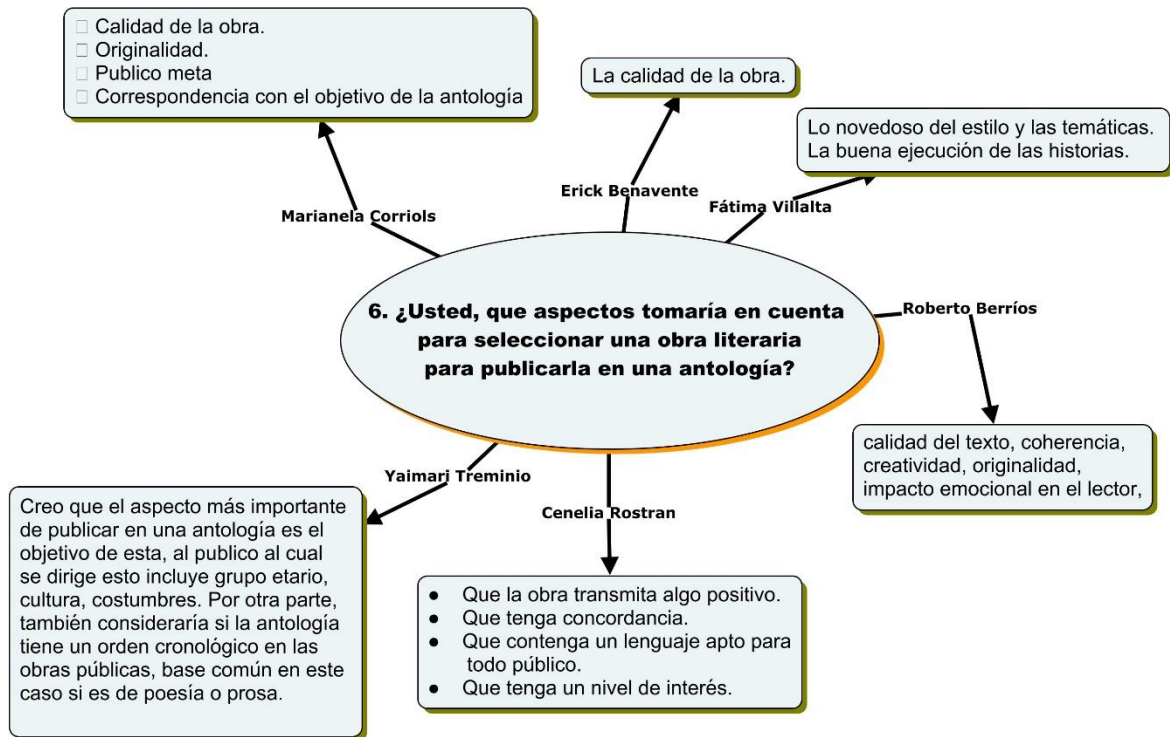 □ Calidad de la obra.
□ Originalidad.
□ Publico meta
□ Correspondencia con el objetivo de la antología
La calidad de la obra.
Lo novedoso del estilo y las temáticas.
La buena ejecución de las historias.
Marianela Corriols
Erick Benavente
Fátima Villalta
6. ¿Usted, que aspectos tomaría en cuenta
para seleccionar una obra literaria
para publicarla en una antología?
Roberto Berríos
calidad del texto, coherencia,
creatividad, originalidad,
impacto emocional en el lector,
Yaimari Treminio
Creo que el aspecto más importante
de publicar en una antología es el
objetivo de esta, al publico al cual
se dirige esto incluye grupo etario,
cultura, costumbres. Por otra parte,
también consideraría si la antología
tiene un orden cronológico en las
obras públicas, base común en este
caso si es de poesía o prosa.
Cenelia Rostran
● Que la obra transmita algo positivo.
● Que tenga concordancia.
● Que contenga un lenguaje apto para
todo público.
● Que tenga un nivel de interés.